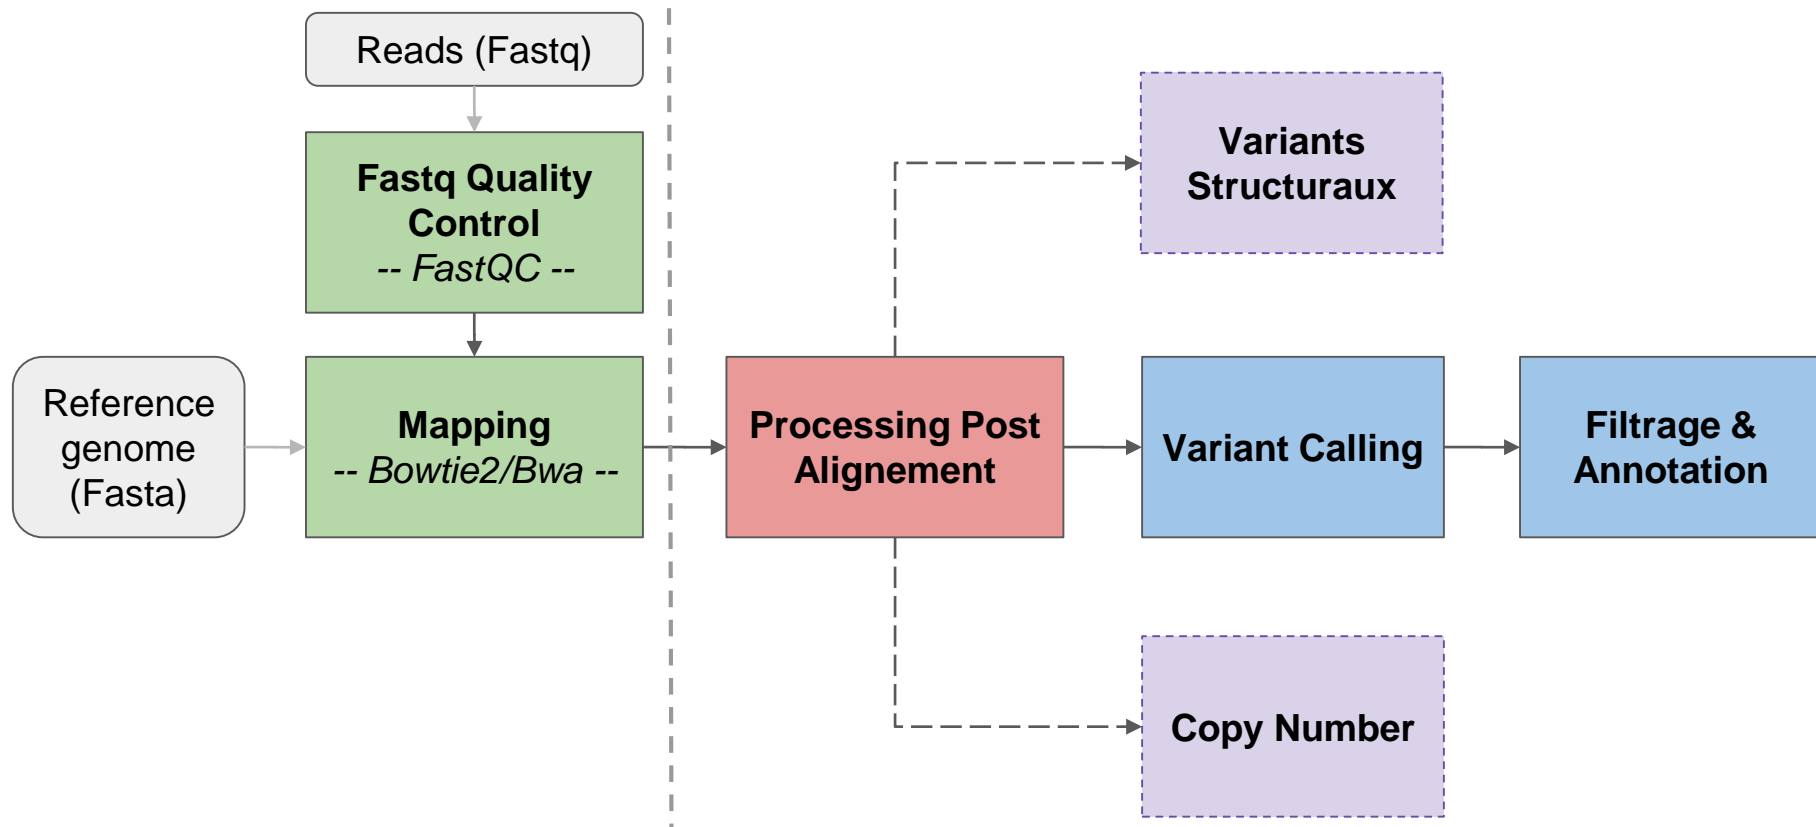 Reads (Fastq)
Fastq Quality
Control
-- FastQC --
Reference
genome
(Fasta)
Mapping
-- Bowtie2/Bwa --
Processing Post
Alignement
Variants
Structuraux
Variant Calling
Filtrage &
Annotation
Copy Number